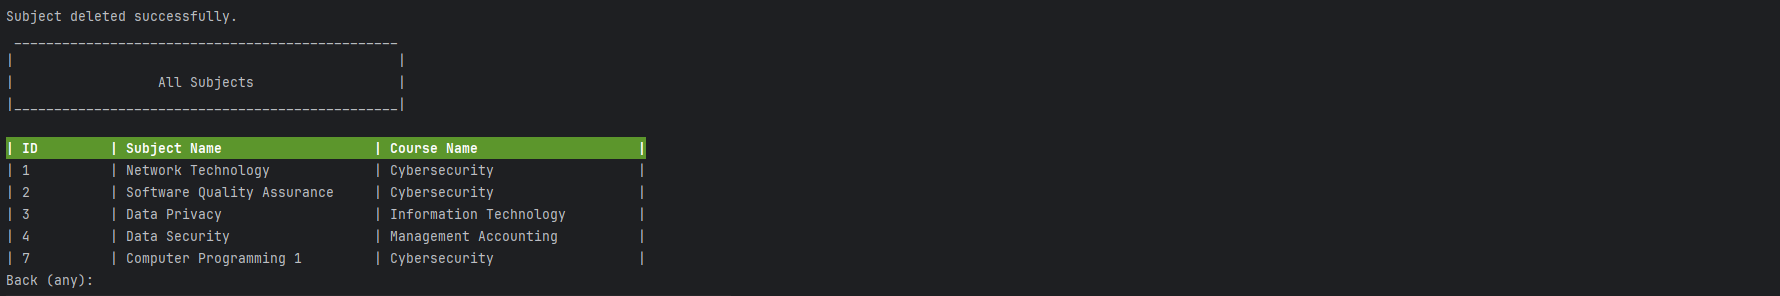 Subject deleted successfully.
 ________________________________________________
|                                                |
|                  All Subjects                  |
|________________________________________________|
| ID         | Subject Name                   | Course Name                    |
| 1          | Network Technology             | Cybersecurity                  |
| 2          | Software Quality Assurance     | Cybersecurity                  |
| 3          | Data Privacy                   | Information Technology         |
| 4          | Data Security                  | Management Accounting          |
| 7          | Computer Programming 1         | Cybersecurity                  |
Back (any):